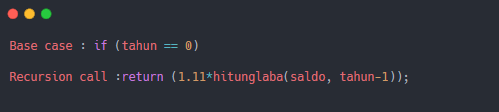 Base case : if (tahun == 0)
Recursion call :return (1.11*hitunglaba(saldo, tahun-1));